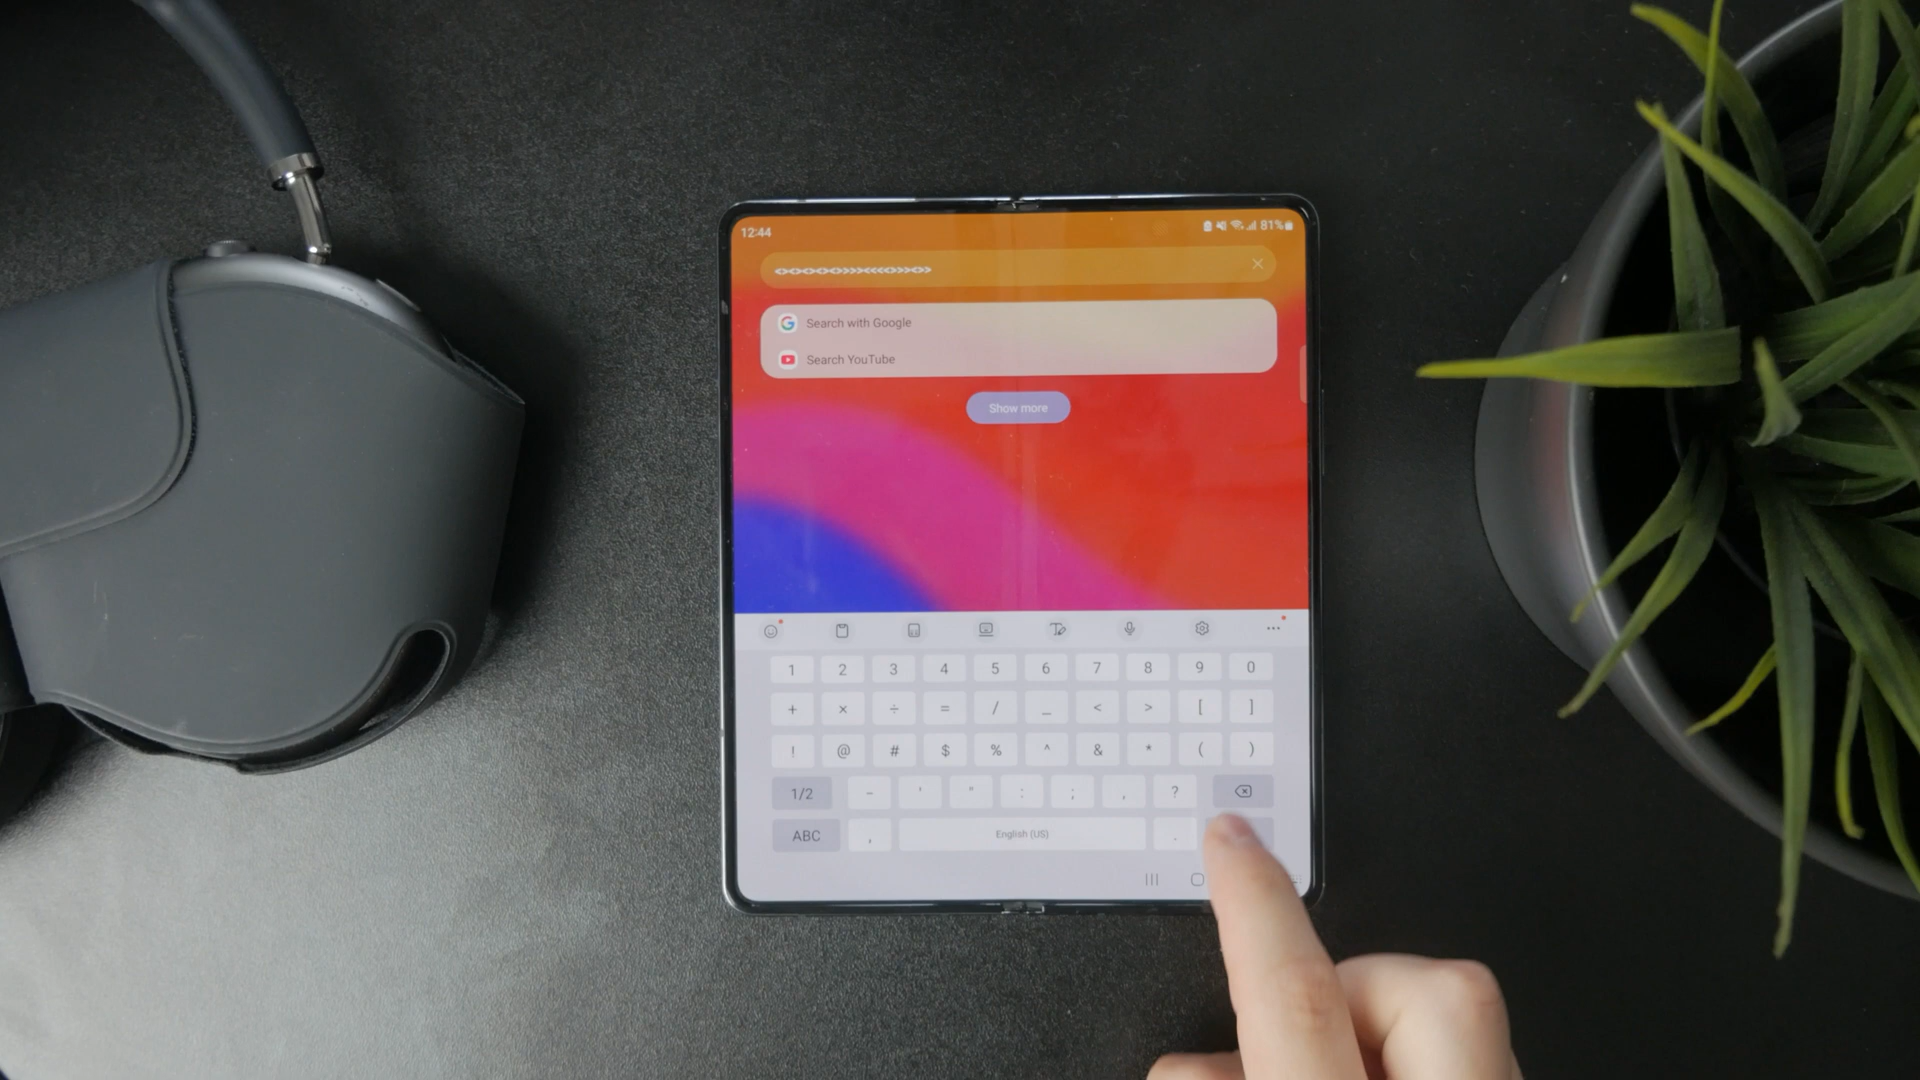 12:44
81%
Search with Google
Search YouTube
Show more
1 2 3 4 5 6 7 8 9 0
+ × ÷ = / _ < > [ ]
! @ # $ % ^ & * ( )
1/2 - ' " : ; , ?
ABC , English (US) .